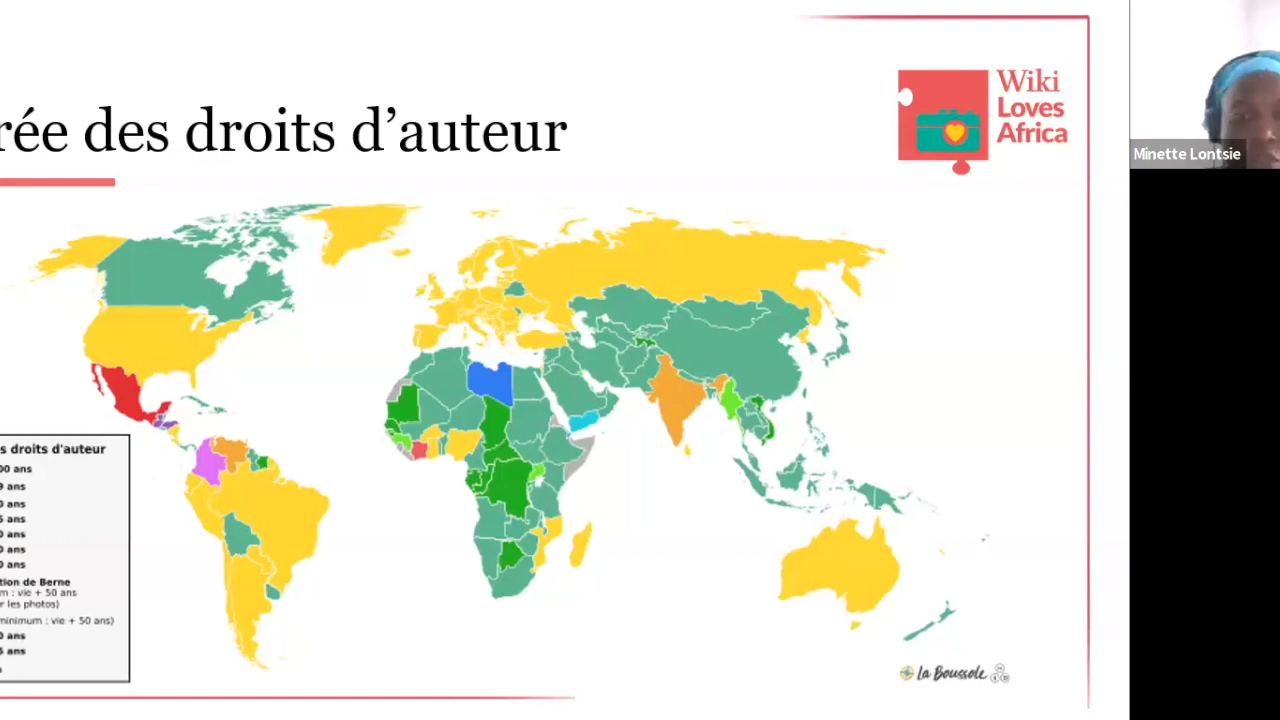 rée des droits d’auteur
Wiki
Loves
Africa
Minette Lontsie
s droits d'auteur
00 ans
9 ans
0 ans
5 ans
0 ans
0 ans
0 ans
tion de Berne
m : vie + 50 ans
r les photos)
minimum : vie + 50 ans)
0 ans
5 ans
La Boussole